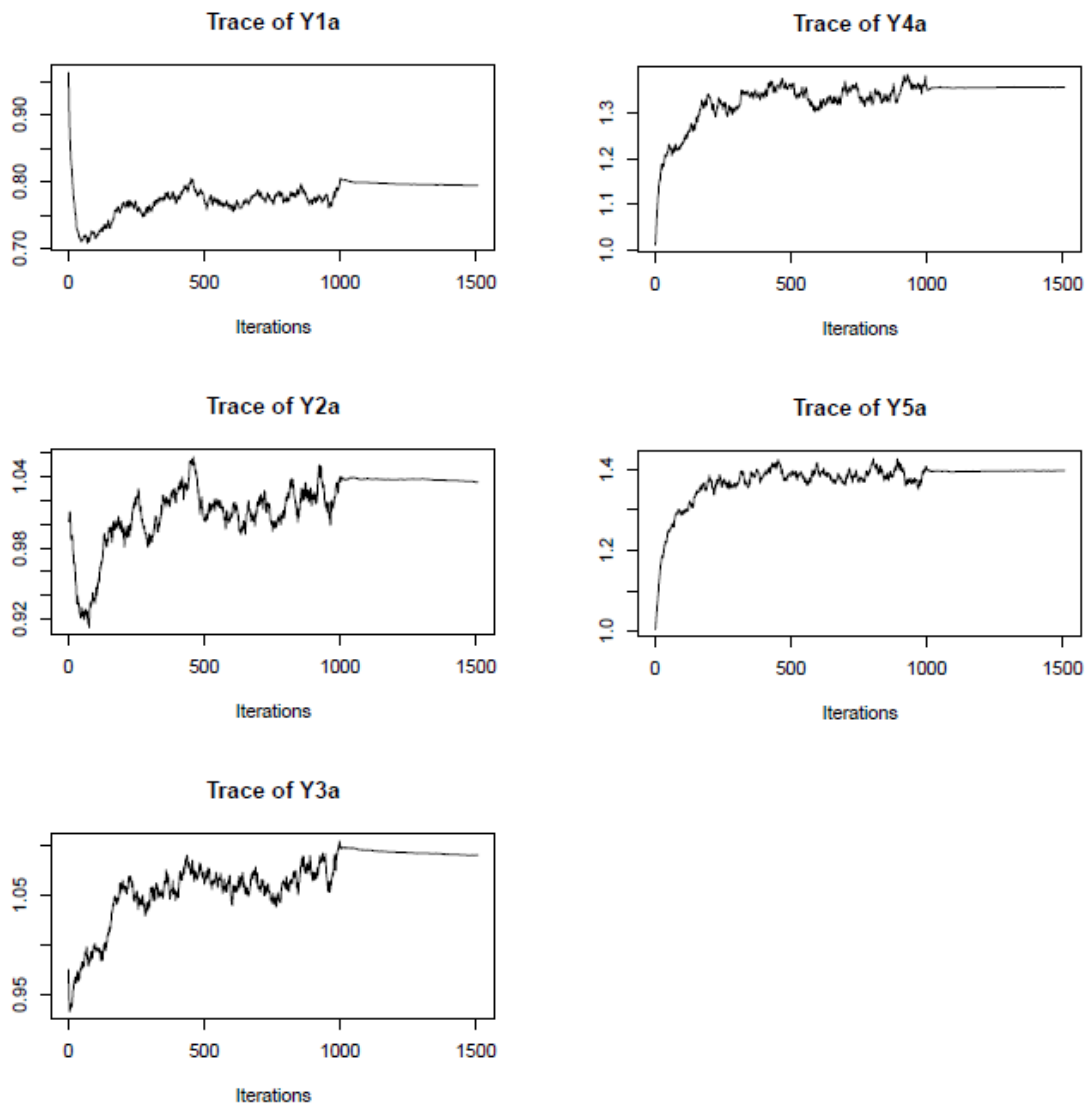 Trace of Y1a
0.90
0.80
0.70
0 500 1000 1500
Iterations
Trace of Y4a
1.3
1.2
1.1
1.0
0 500 1000 1500
Iterations
Trace of Y2a
1.04
0.98
0.92
0 500 1000 1500
Iterations
Trace of Y5a
1.4
1.2
1.0
0 500 1000 1500
Iterations
Trace of Y3a
1.05
0.95
0 500 1000 1500
Iterations